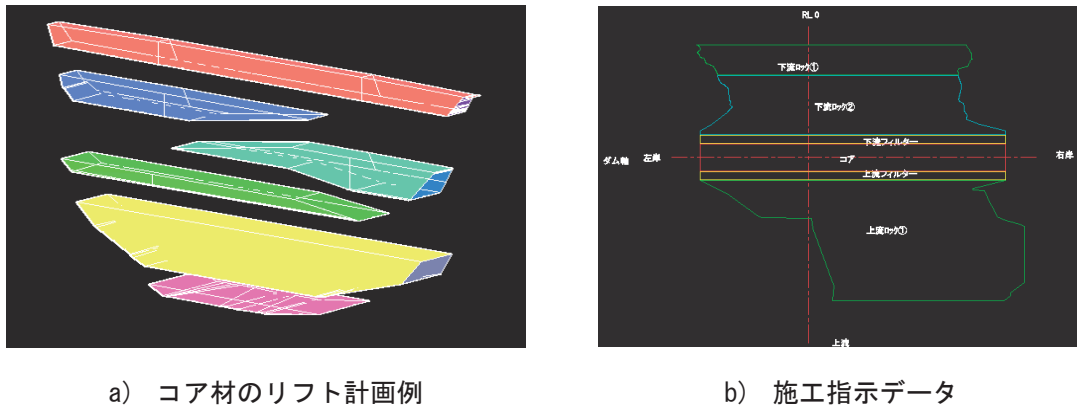 RL 0
下流ロック①
下流ロック②
下流フィルター
ダム軸
左岸
コア
右岸
上流フィルター
上流ロック①
上流
a) コア材のリフト計画例
b) 施工指示データ